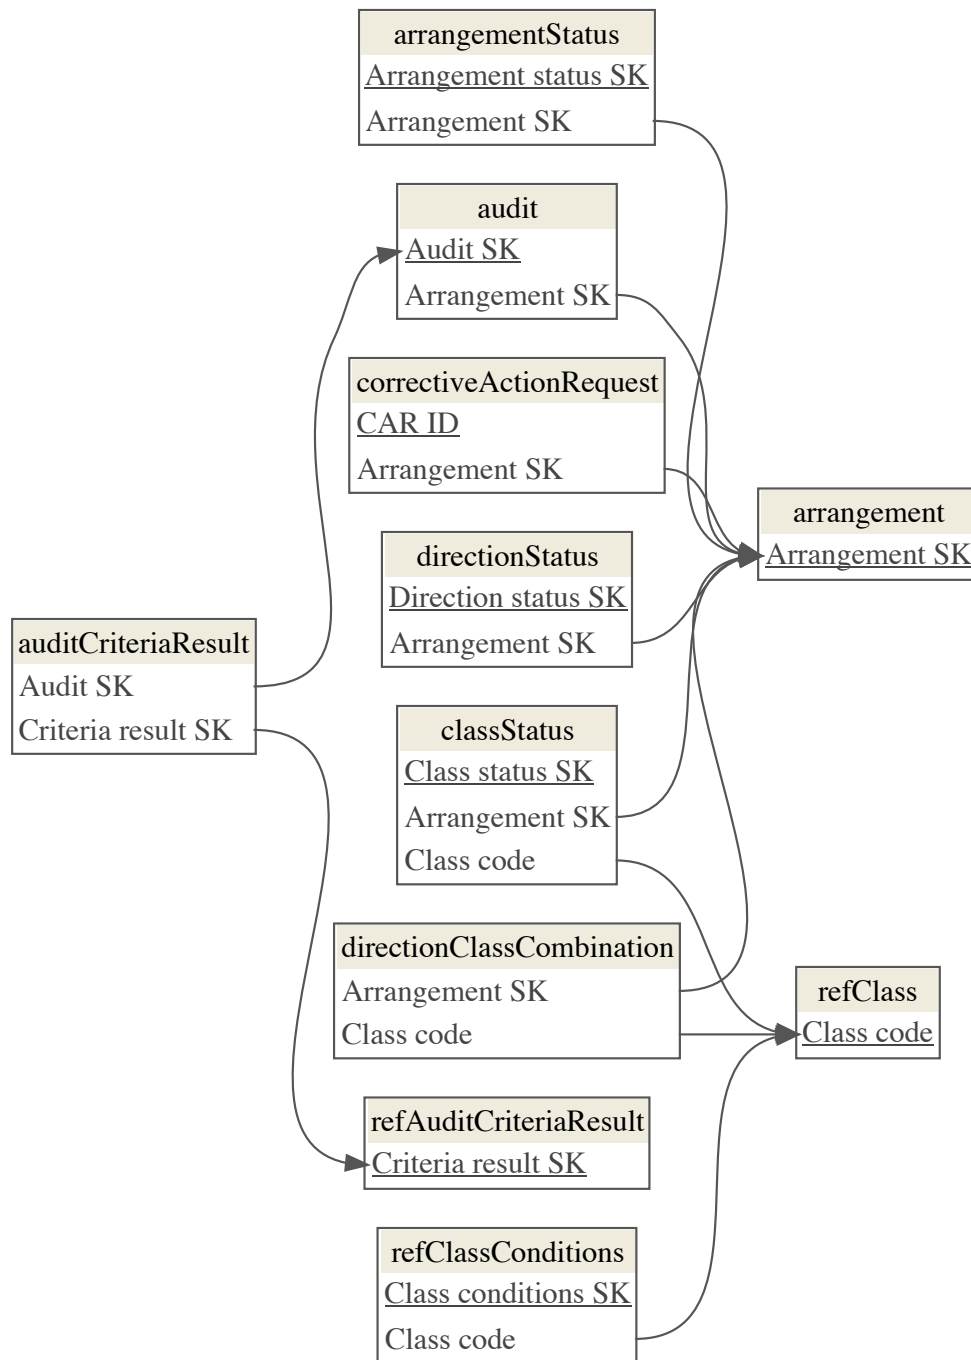 arrangementStatus
Arrangement status SK
Arrangement SK
audit
Audit SK
Arrangement SK
correctiveActionRequest
CAR ID
Arrangement SK
arrangement
Arrangement SK
directionStatus
Direction status SK
Arrangement SK
auditCriteriaResult
Audit SK
Criteria result SK
classStatus
Class status SK
Arrangement SK
Class code
directionClassCombination
Arrangement SK
Class code
refClass
Class code
refAuditCriteriaResult
Criteria result SK
refClassConditions
Class conditions SK
Class code